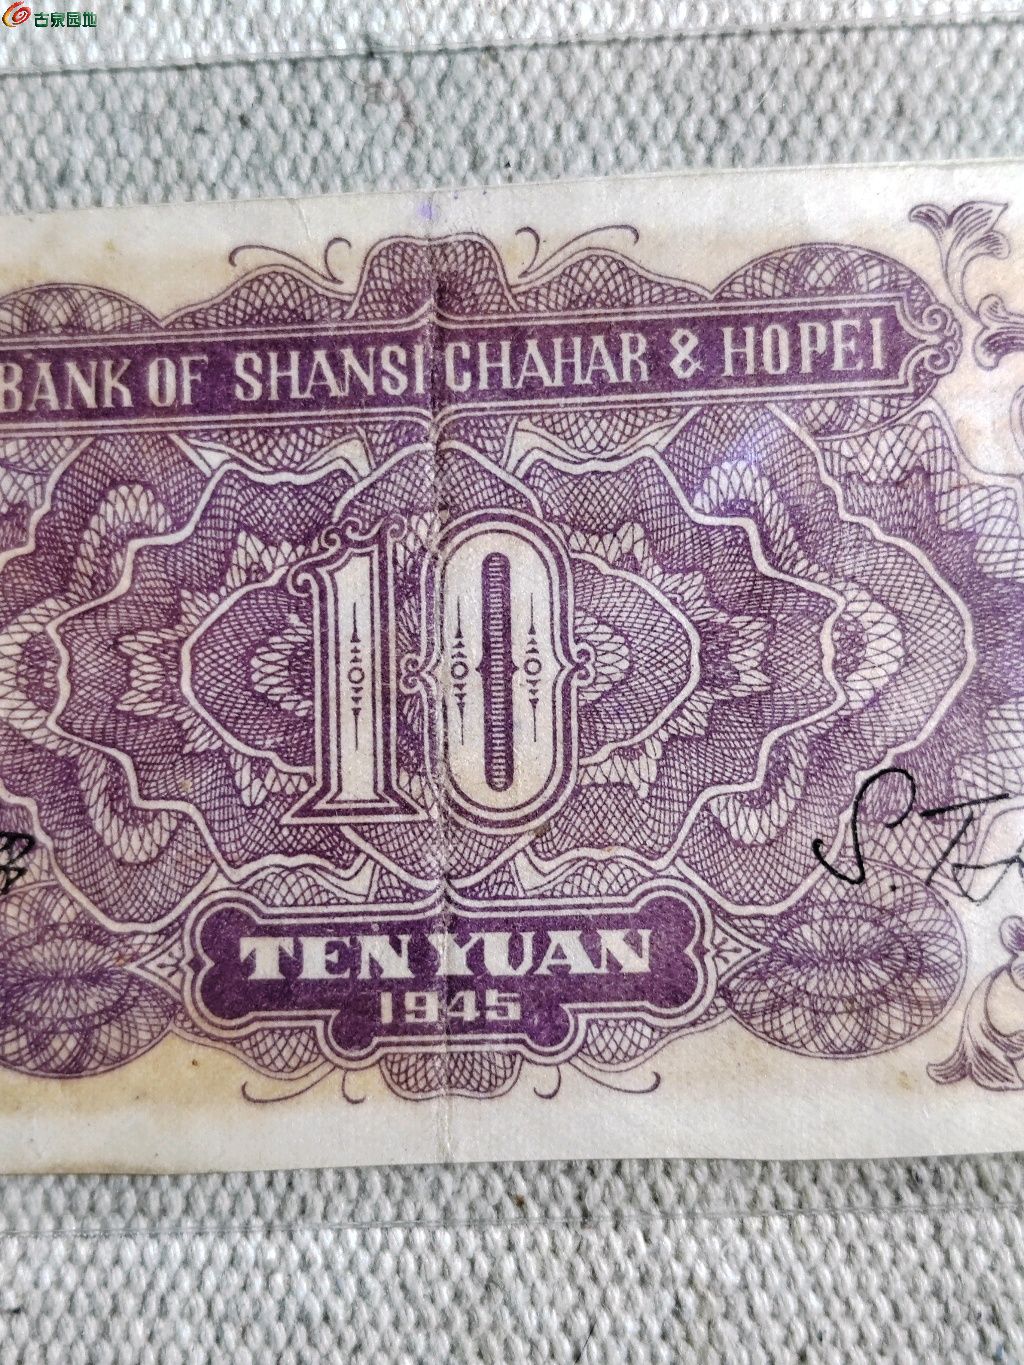 古泉园地
BANK OF SHANSI CHAHAR & HOPEI
10
S. T
TEN YUAN
1945